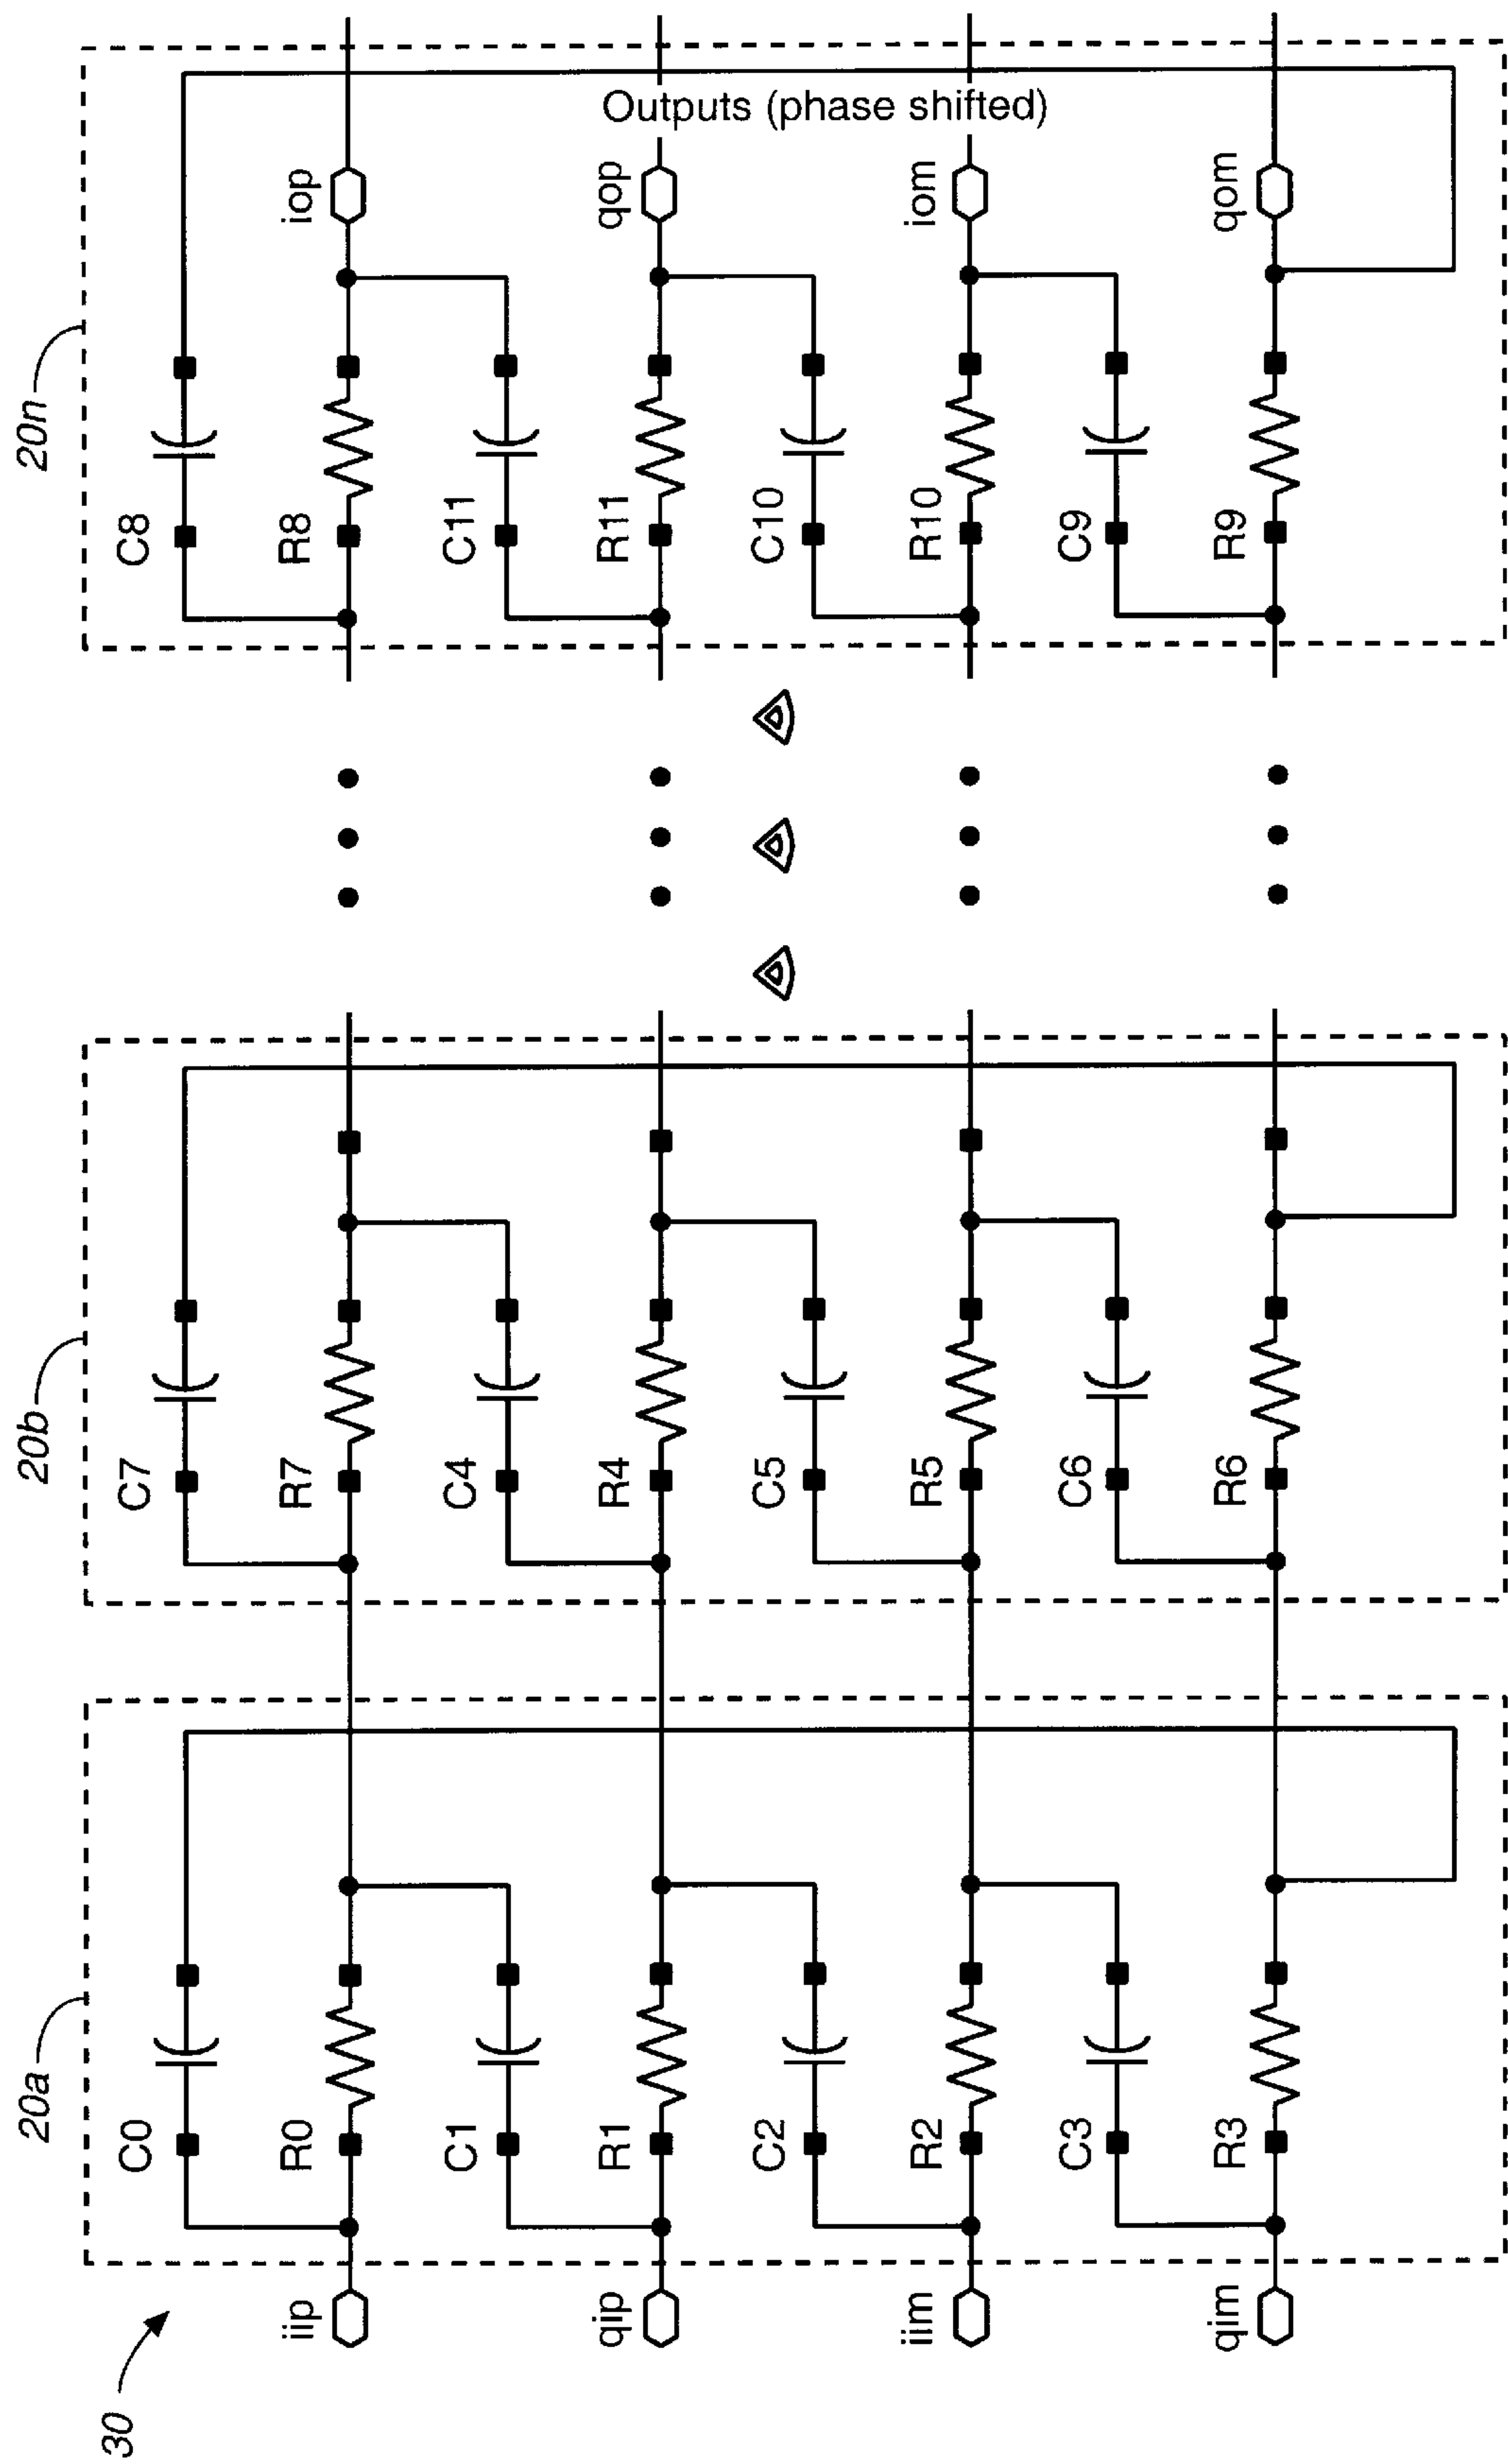 30
20a
20b
20n
C0
C7
C8
iip
R0
R7
R8
iop
C1
C4
C11
qip
R1
R4
R11
qop
Outputs (phase shifted)
C2
C5
C10
iim
R2
R5
R10
iom
C3
C6
C9
qim
R3
R6
R9
qom